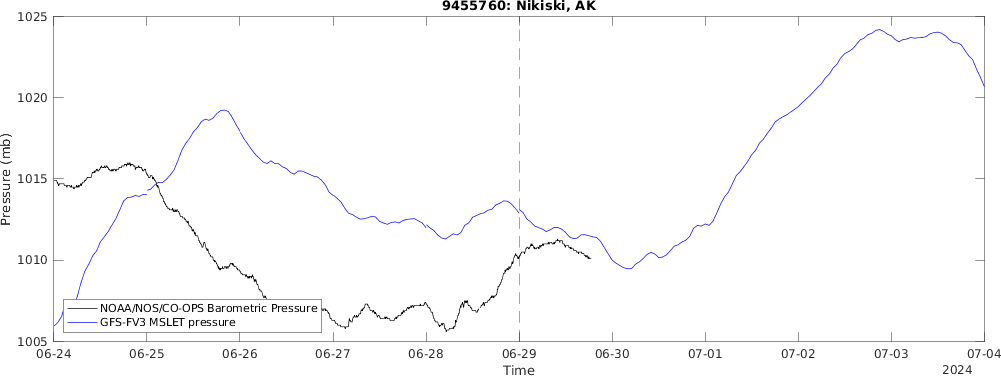 9455760: Nikiski, AK
Pressure (mb)
1025
1020
1015
1010
1005
NOAA/NOS/CO-OPS Barometric Pressure
GFS-FV3 MSLET pressure
06-24 06-25 06-26 06-27 06-28 06-29 06-30 07-01 07-02 07-03 07-04
Time
2024